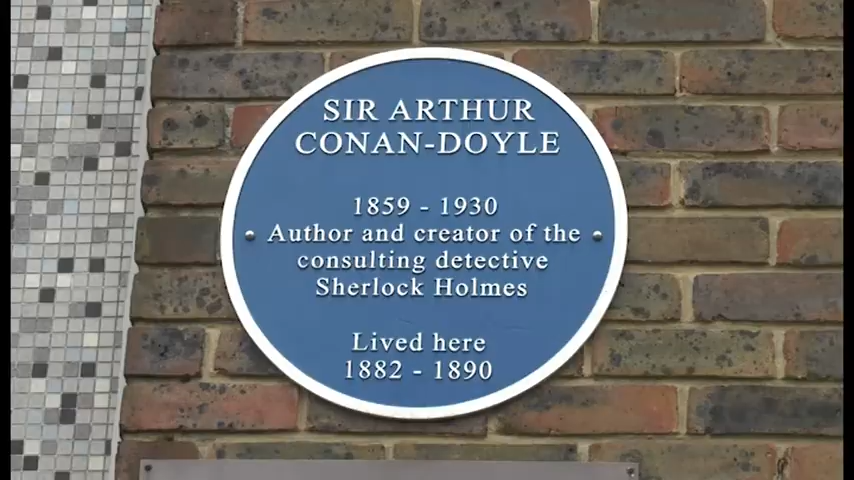 SIR ARTHUR
CONAN-DOYLE
1859 - 1930
Author and creator of the
consulting detective
Sherlock Holmes
Lived here
1882 - 1890